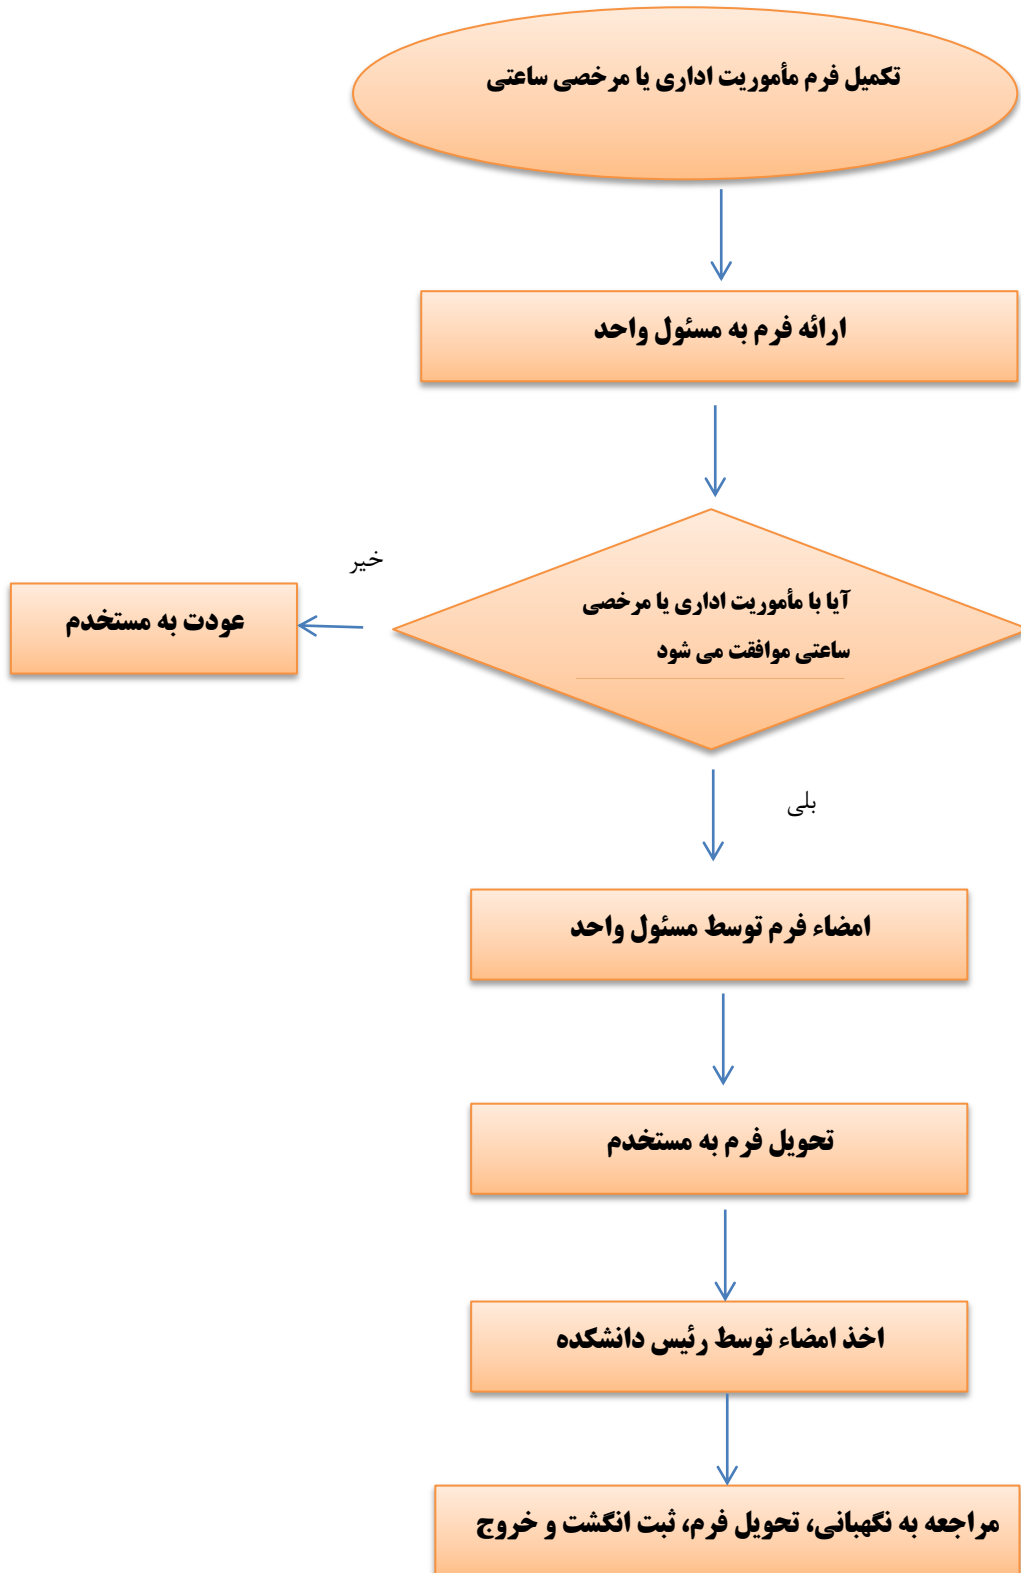 تکمیل فرم مأموریت اداری یا مرخصی ساعتی
ارائه فرم به مسئول واحد
آیا با مأموریت اداری یا مرخصی
ساعتی موافقت می شود
خیر
عودت به مستخدم
بلی
امضاء فرم توسط مسئول واحد
تحویل فرم به مستخدم
اخذ امضاء توسط رئیس دانشکده
مراجعه به نگهبانی، تحویل فرم، ثبت انگشت و خروج